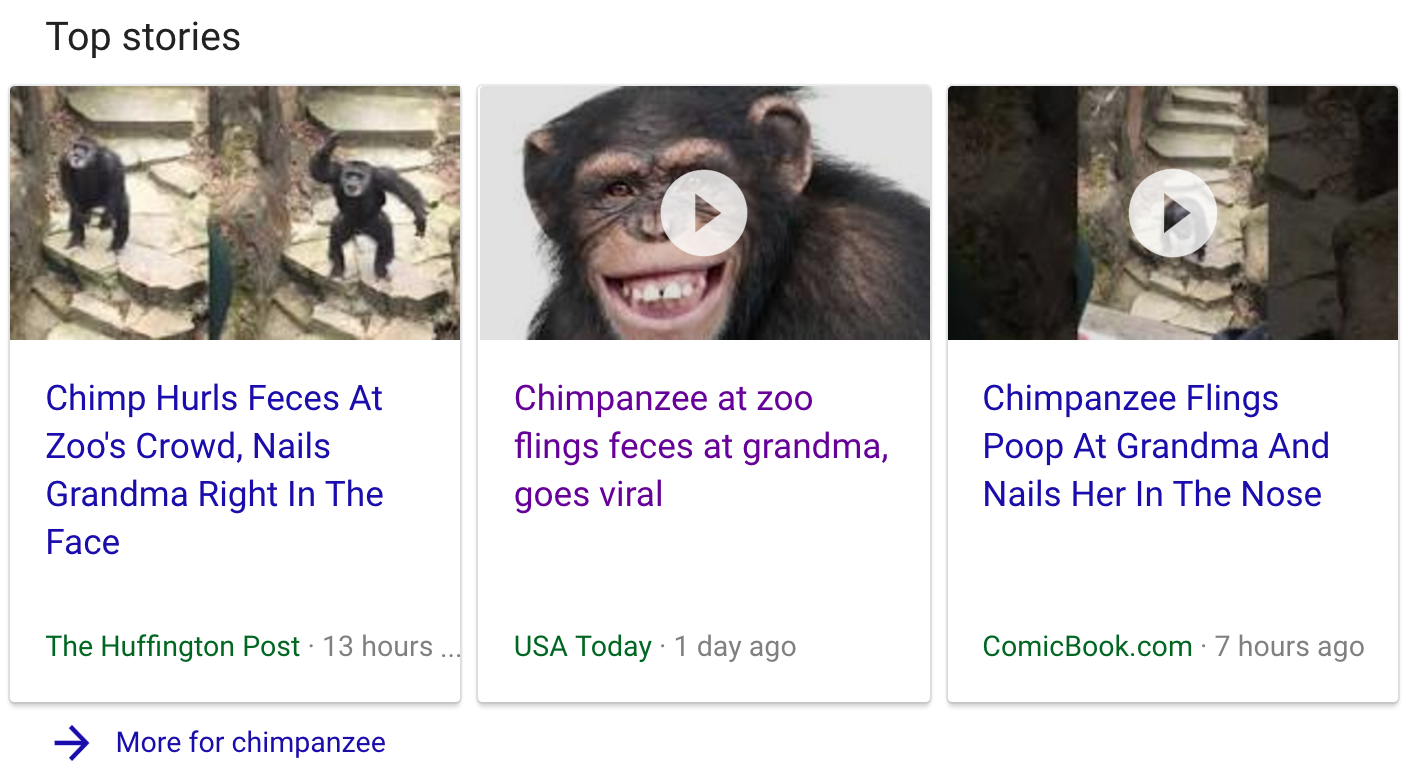 Top stories
Chimp Hurls Feces At
Zoo's Crowd, Nails
Grandma Right In The
Face
The Huffington Post · 13 hours ...
Chimpanzee at zoo
flings feces at grandma,
goes viral
USA Today · 1 day ago
Chimpanzee Flings
Poop At Grandma And
Nails Her In The Nose
ComicBook.com · 7 hours ago
More for chimpanzee